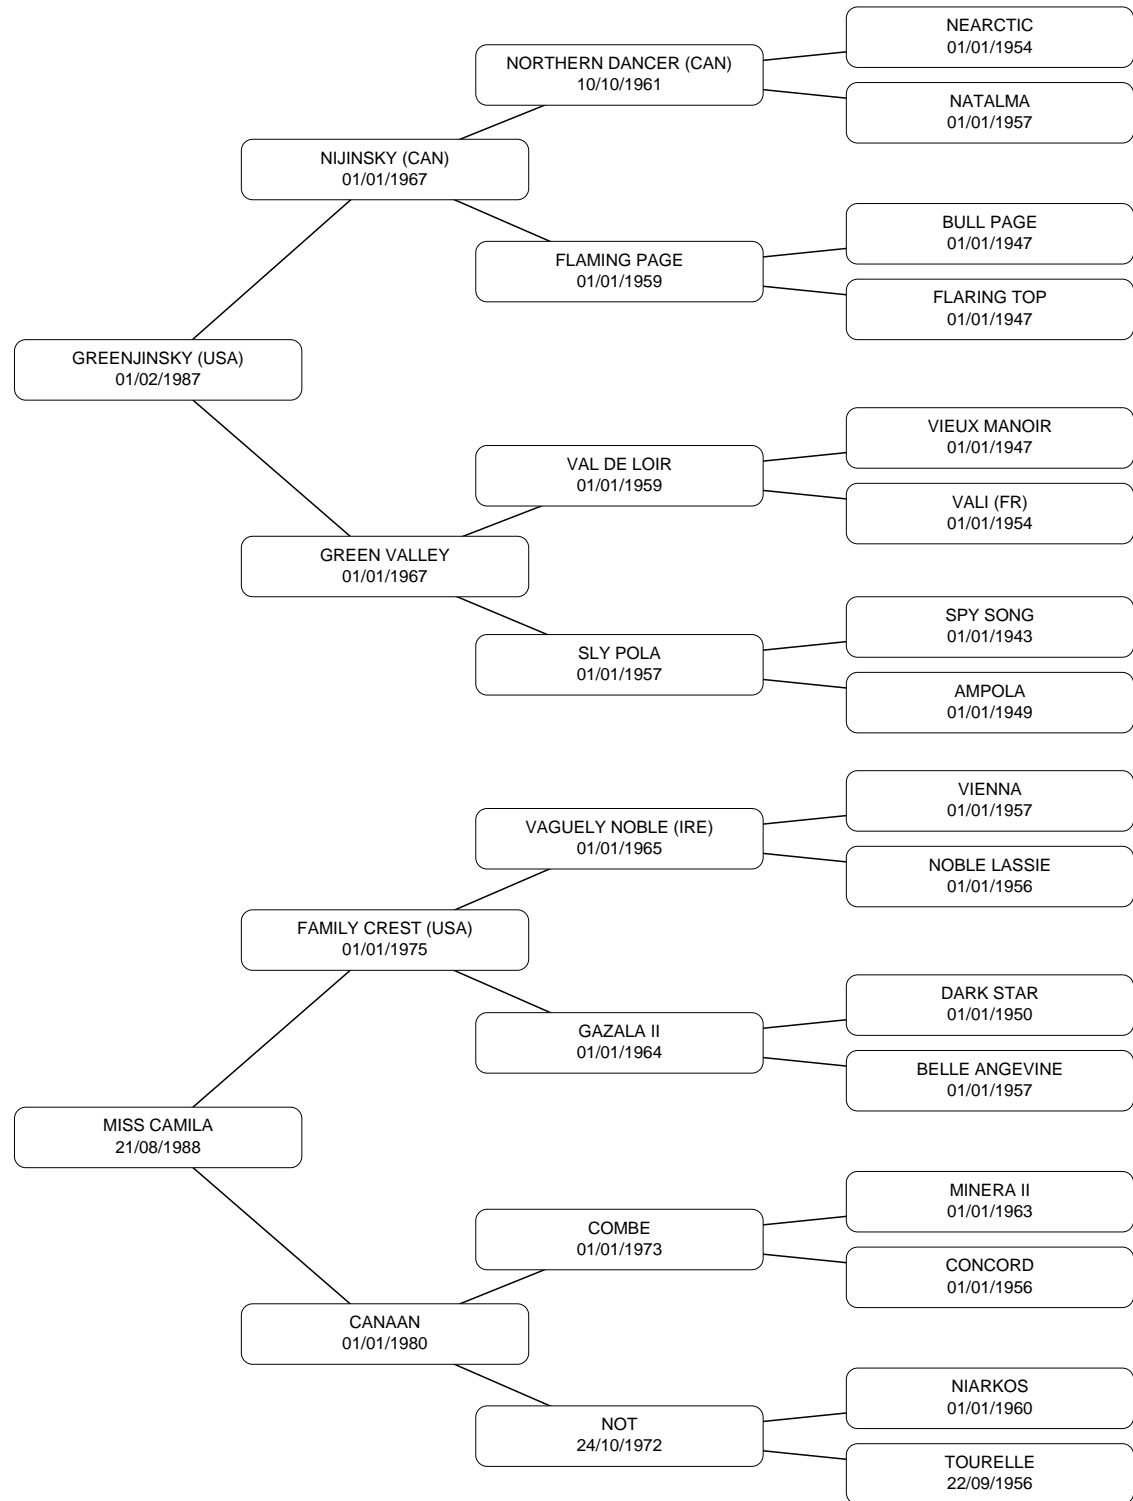 NEARCTIC
01/01/1954
NORTHERN DANCER (CAN)
10/10/1961
NATALMA
01/01/1957
NIJINSKY (CAN)
01/01/1967
BULL PAGE
01/01/1947
FLAMING PAGE
01/01/1959
FLARING TOP
01/01/1947
GREENJINSKY (USA)
01/02/1987
VIEUX MANOIR
01/01/1947
VAL DE LOIR
01/01/1959
VALI (FR)
01/01/1954
GREEN VALLEY
01/01/1967
SPY SONG
01/01/1943
SLY POLA
01/01/1957
AMPOLA
01/01/1949
VIENNA
01/01/1957
VAGUELY NOBLE (IRE)
01/01/1965
NOBLE LASSIE
01/01/1956
FAMILY CREST (USA)
01/01/1975
DARK STAR
01/01/1950
GAZALA II
01/01/1964
BELLE ANGEVINE
01/01/1957
MISS CAMILA
21/08/1988
MINERA II
01/01/1963
COMBE
01/01/1973
CONCORD
01/01/1956
CANAAN
01/01/1980
NIARKOS
01/01/1960
NOT
24/10/1972
TOURELLE
22/09/1956